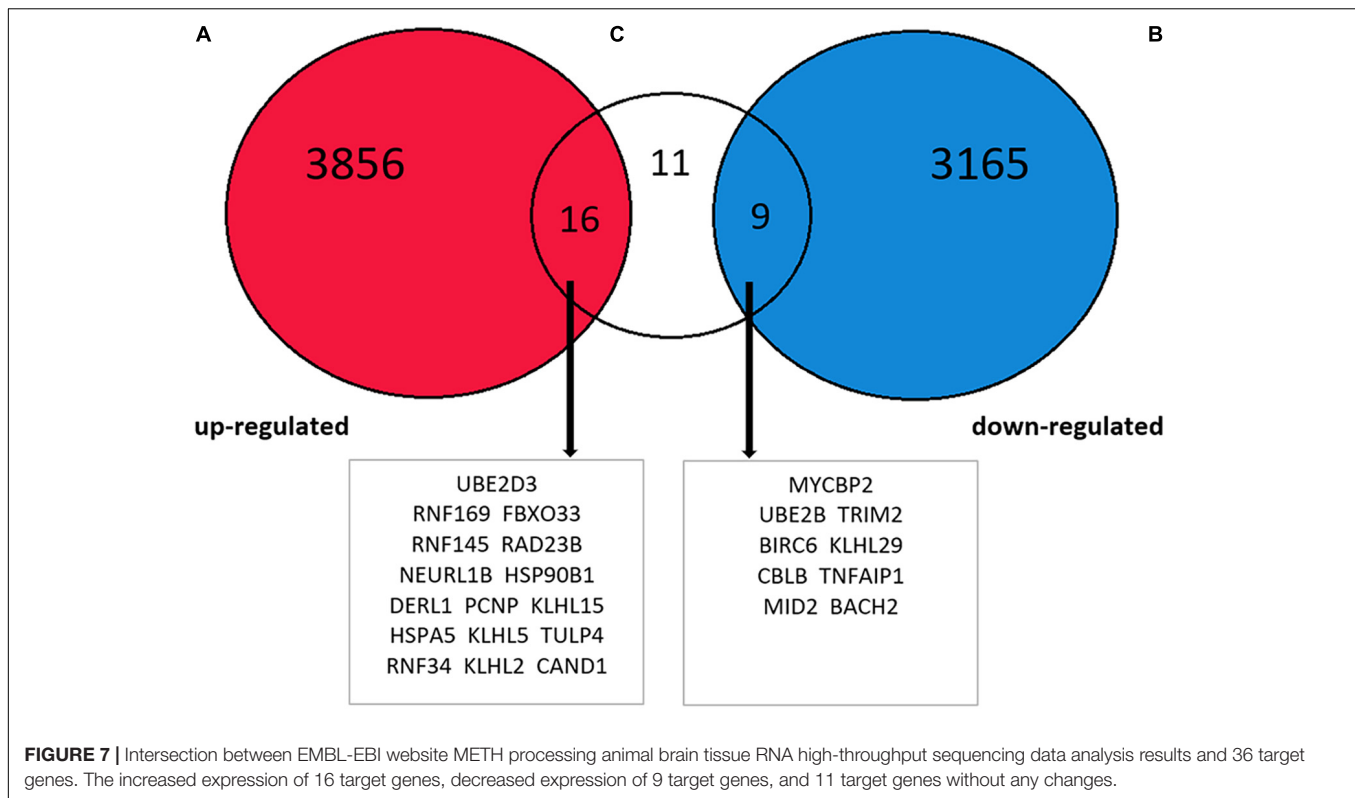 A
C
B
3856
11
3165
16
9
up-regulated
down-regulated
UBE2D3
RNF169 FBXO33
RNF145 RAD23B
NEURL1B HSP90B1
DERL1 PCNP KLHL15
HSPA5 KLHL5 TULP4
RNF34 KLHL2 CAND1
MYCBP2
UBE2B TRIM2
BIRC6 KLHL29
CBLB TNFAIP1
MID2 BACH2
FIGURE 7 | Intersection between EMBL-EBI website METH processing animal brain tissue RNA high-throughput sequencing data analysis results and 36 target
genes. The increased expression of 16 target genes, decreased expression of 9 target genes, and 11 target genes without any changes.